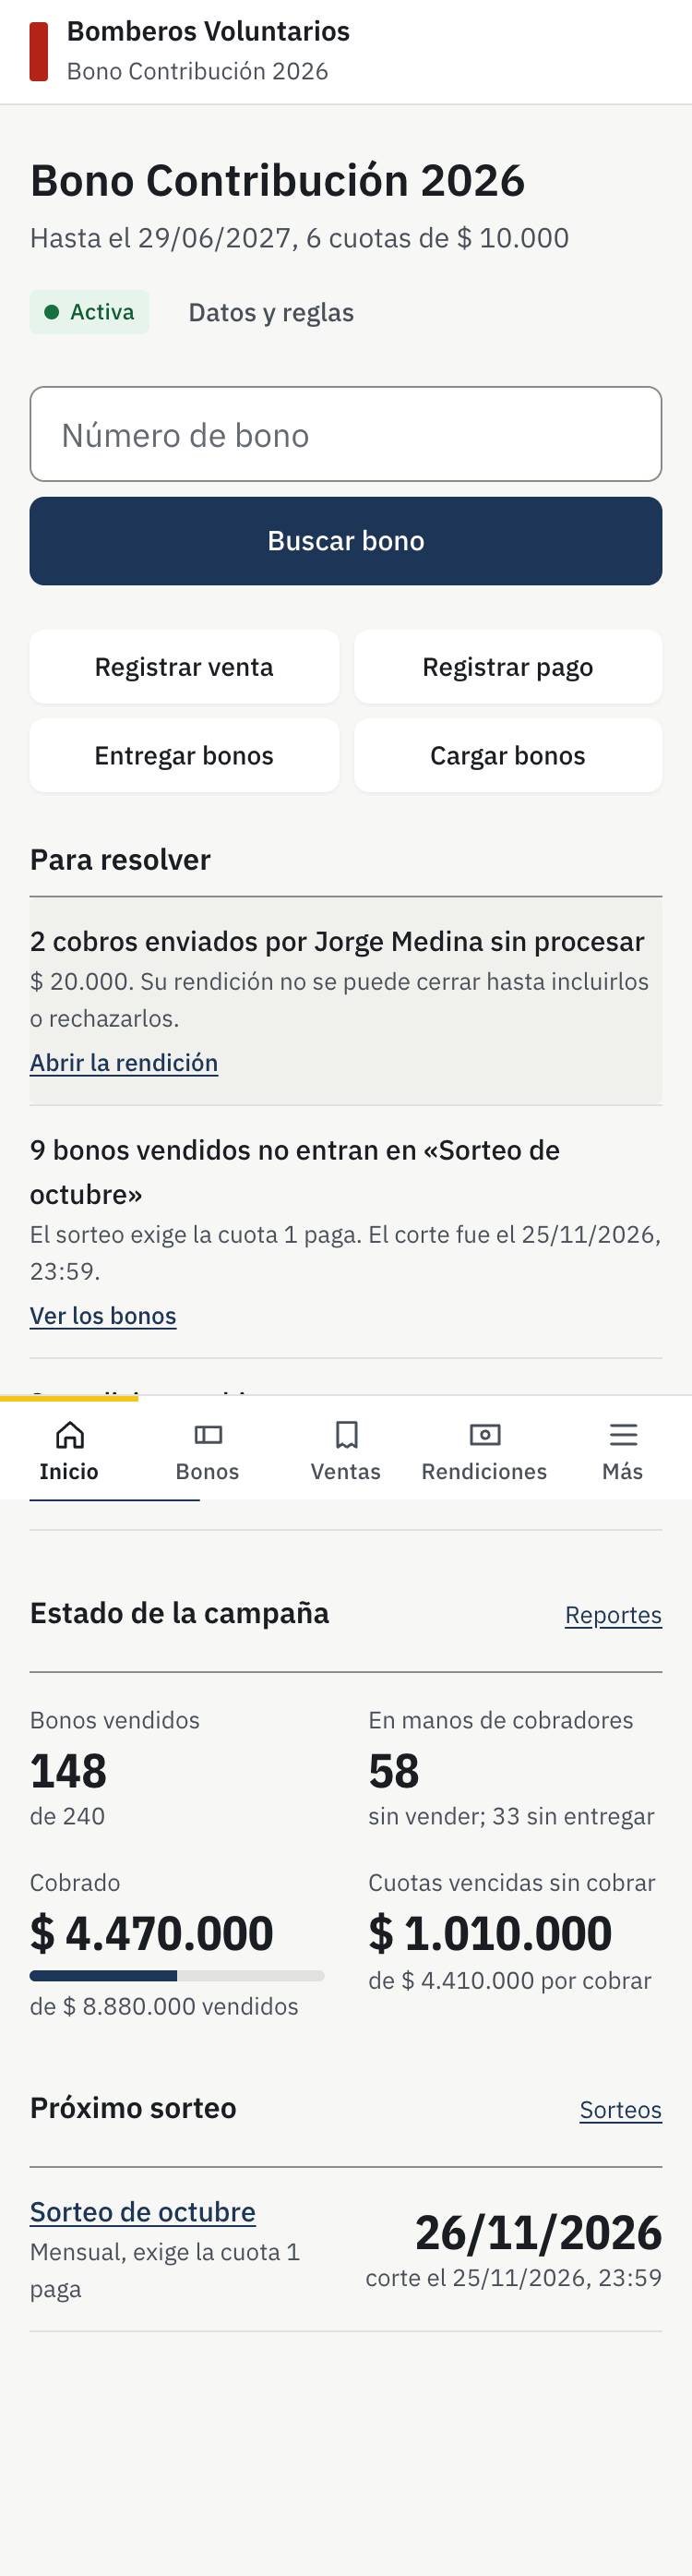 Bomberos Voluntarios
Bono Contribución 2026
Bono Contribución 2026
Hasta el 29/06/2027, 6 cuotas de $ 10.000
Activa
Datos y reglas
Número de bono
Buscar bono
Registrar venta
Registrar pago
Entregar bonos
Cargar bonos
Para resolver
2 cobros enviados por Jorge Medina sin procesar
$ 20.000. Su rendición no se puede cerrar hasta incluirlos
o rechazarlos.
Abrir la rendición
9 bonos vendidos no entran en «Sorteo de
octubre»
El sorteo exige la cuota 1 paga. El corte fue el 25/11/2026,
23:59.
Ver los bonos
Inicio
Bonos
Ventas
Rendiciones
Más
Estado de la campaña
Reportes
Bonos vendidos
148
de 240
En manos de cobradores
58
sin vender; 33 sin entregar
Cobrado
$ 4.470.000
de $ 8.880.000 vendidos
Cuotas vencidas sin cobrar
$ 1.010.000
de $ 4.410.000 por cobrar
Próximo sorteo
Sorteos
Sorteo de octubre
Mensual, exige la cuota 1
paga
26/11/2026
corte el 25/11/2026, 23:59